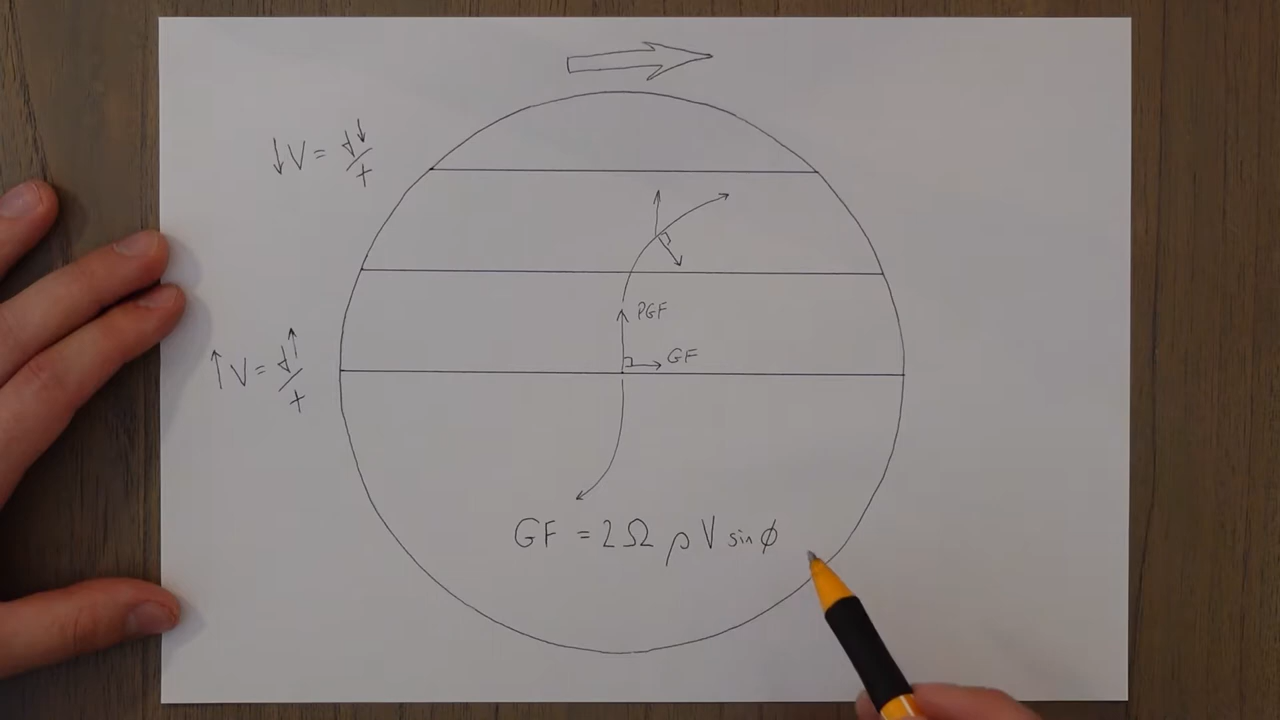 ↓V = d↓/t
PGF
GF
↑V = d↑/t
GF = 2Ω ρ V sin ϕ